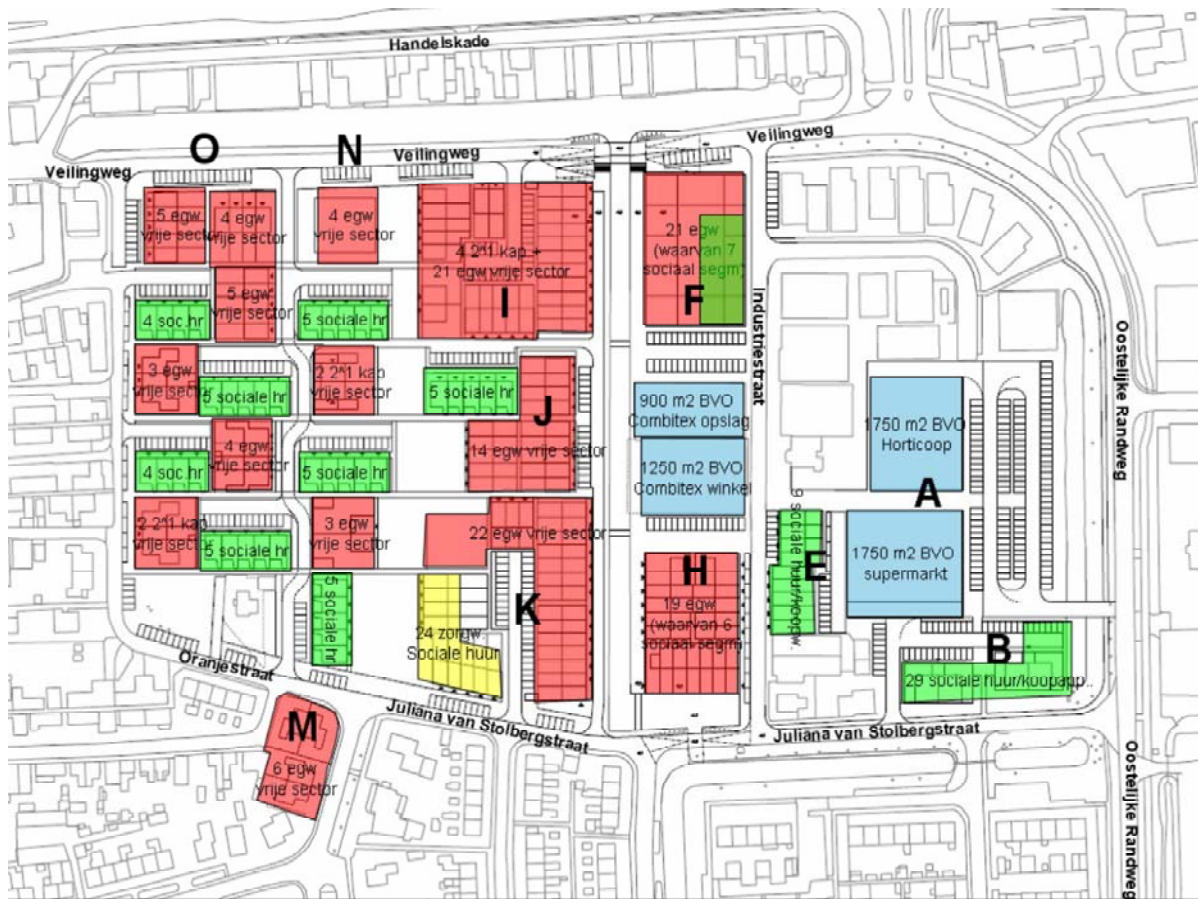 Handelskade
Veilingweg
O
N
Veilingweg
Veilingweg
5 egw
vrije sector
4 egw
vrije sector
4 egw
vrije sector
4 2^1 kap +
21 egw vrije sector
I
21 egw
(waarvan 7
sociaal segm)
F
5 egw
vrije sector
4 soc.hr
5 sociale hr
Industriestraat
Oostelijke Randweg
3 egw
vrije sector
5 sociale hr
2 2^1 kap
vrije sector
5 sociale hr
J
14 egw vrije sector
900 m2 BVO
Combitex opslag
1250 m2 BVO
Combitex winkel
1750 m2 BVO
Horticoop
A
1750 m2 BVO
supermarkt
4 soc.hr
4 egw
vrije sector
5 sociale hr
2 2^1 kap
vrije sector
5 sociale hr
3 egw
vrije sector
22 egw vrije sector
K
H
19 egw
(waarvan 6
sociaal segm)
E
9 sociale huur/koopw.
5 sociale hr
24 zorgw.
Sociale huur
B
29 sociale huur/koopapp..
Oranjestraat
Juliana van Stolbergstraat
Juliana van Stolbergstraat
M
6 egw
vrije sector
Oostelijke Randweg